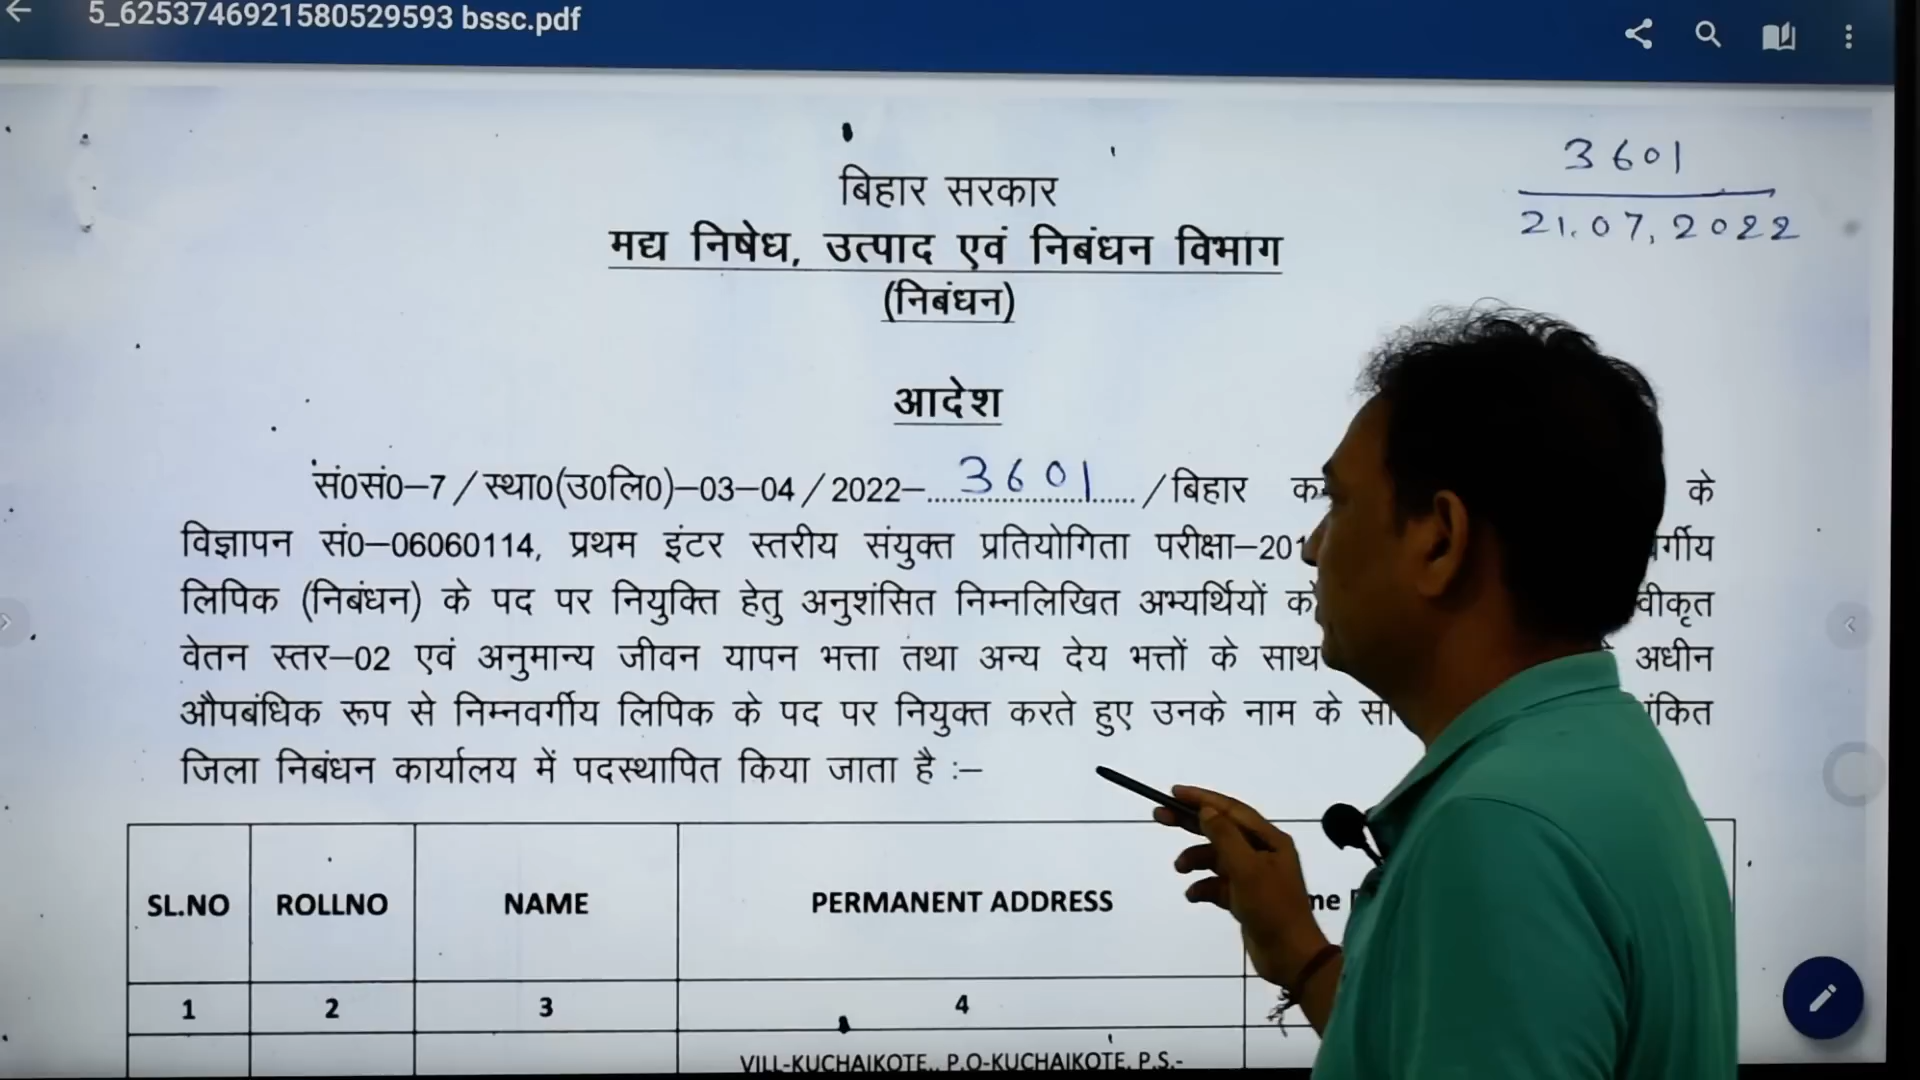 5_6253746921580529593 bssc.pdf
3601
21.07.2022
बिहार सरकार
मद्य निषेध, उत्पाद एवं निबंधन विभाग
(निबंधन)
आदेश
सं0सं0–7/स्था0(उ0लि0)–03–04/2022–3601/बिहार के
विज्ञापन सं0–06060114, प्रथम इंटर स्तरीय संयुक्त प्रतियोगिता परीक्षा–201
लिपिक (निबंधन) के पद पर नियुक्ति हेतु अनुशंसित निम्नलिखित अभ्यर्थियों
वेतन स्तर–02 एवं अनुमान्य जीवन यापन भत्ता तथा अन्य देय भत्तों के साथ अधीन
औपबंधिक रूप से निम्नवर्गीय लिपिक के पद पर नियुक्त करते हुए उनके नाम के
जिला निबंधन कार्यालय में पदस्थापित किया जाता है :–
SL.NO ROLLNO NAME PERMANENT ADDRESS
1 2 3 4
VILL-KUCHAIKOTE., P.O-KUCHAIKOTE, P.S.-